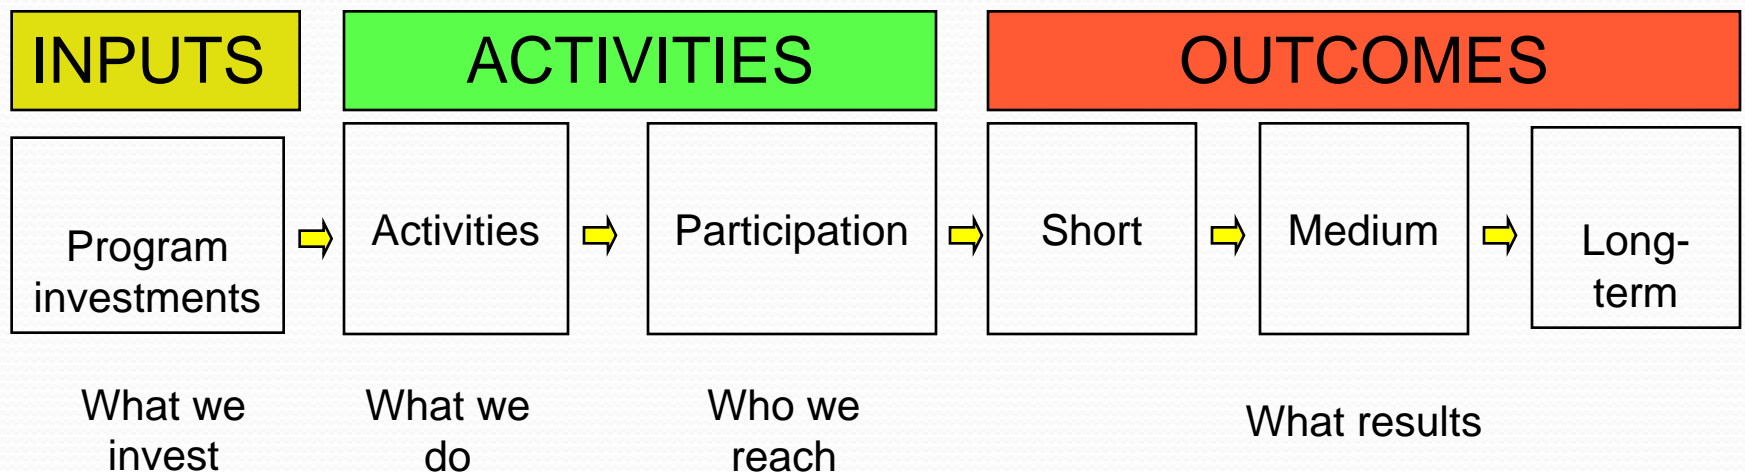 INPUTS
ACTIVITIES
OUTCOMES
Program
investments
Activities
Participation
Short
Medium
Long-
term
What we
invest
What we
do
Who we
reach
What results